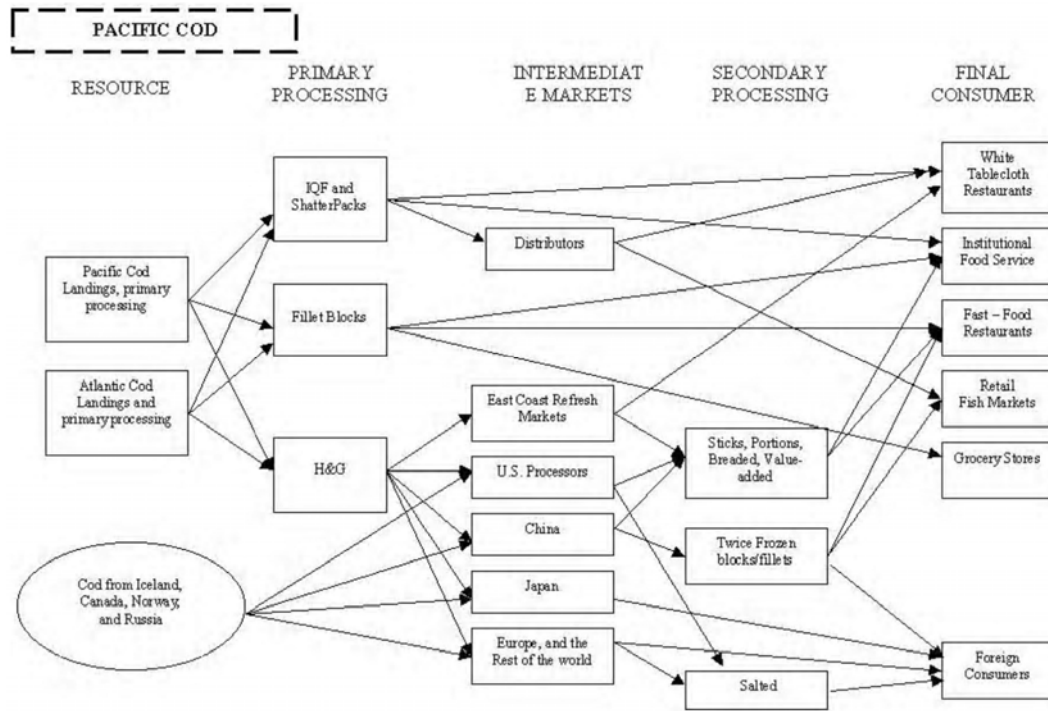 PACIFIC COD
RESOURCE
PRIMARY
PROCESSING
INTERMEDIAT
E MARKETS
SECONDARY
PROCESSING
FINAL
CONSUMER
Pacific Cod
Landings, primary
processing
Atlantic Cod
Landings and
primary processing
Cod from Iceland,
Canada, Norway,
and Russia
IQF and
ShatterPacks
Fillet Blocks
H&G
Distributors
East Coast Refresh
Markets
U.S. Processors
China
Japan
Europe, and the
Rest of the world
Sticks, Portions,
Breaded, Value-
added
Twice Frozen
blocks/fillets
Salted
White
Tablecloth
Restaurants
Institutional
Food Service
Fast – Food
Restaurants
Retail
Fish Markets
Grocery Stores
Foreign
Consumers